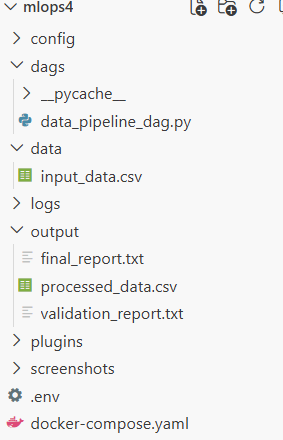 mlops4
config
dags
__pycache__
data_pipeline_dag.py
data
input_data.csv
logs
output
final_report.txt
processed_data.csv
validation_report.txt
plugins
screenshots
.env
docker-compose.yaml